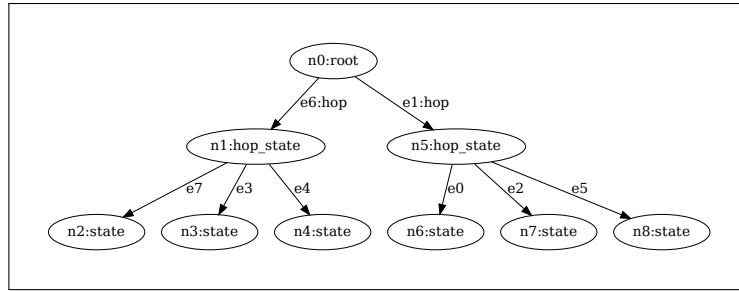 n0:root
e6:hop
e1:hop
n1:hop_state
n5:hop_state
e7
e3
e4
e0
e2
e5
n2:state
n3:state
n4:state
n6:state
n7:state
n8:state